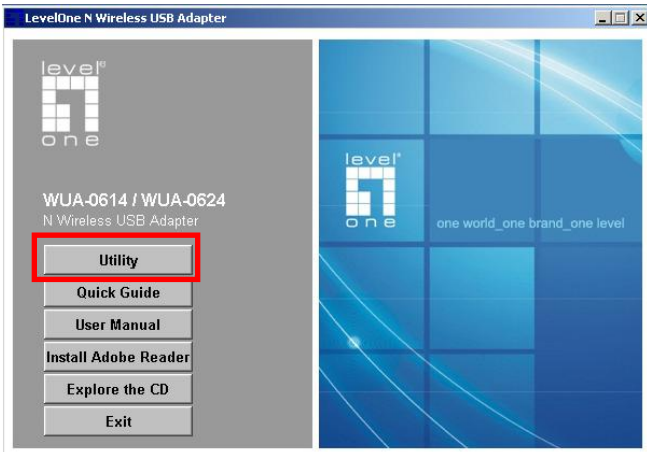 LevelOne N Wireless USB Adapter
level®
one
WUA-0614 / WUA-0624
N Wireless USB Adapter
Utility
Quick Guide
User Manual
Install Adobe Reader
Explore the CD
Exit
level®
one
one world_one brand_one level